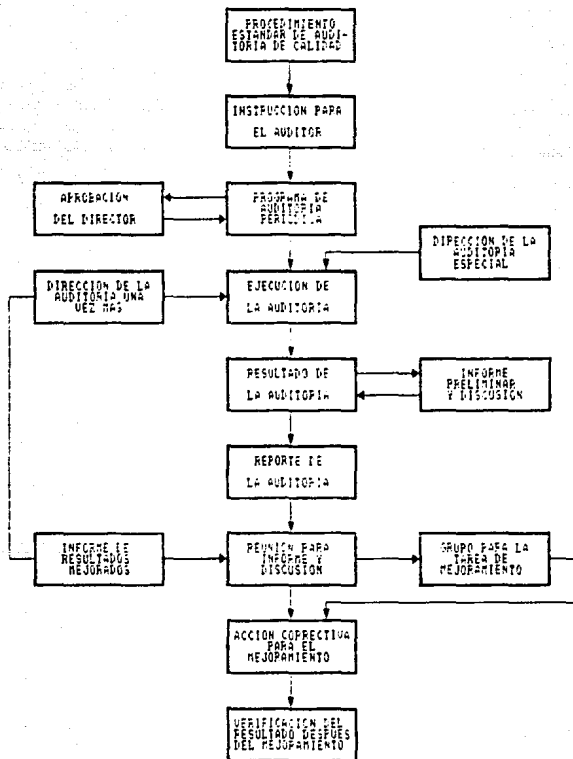 PROCEDIMIENTO
ESTANDAR DE AUDI-
TORIA DE CALIDAD
INSTRUCCION PARA
EL AUDITOR
APROBACION
DEL DIRECTOR
PROGRAMA DE
AUDITORIA
PERIODICA
DIRECCION DE LA
AUDITORIA
ESPECIAL
DIRECCION DE LA
AUDITORIA UNA
VEZ MAS
EJECUCION DE
LA AUDITORIA
RESULTADO DE
LA AUDITORIA
INFORME
PRELIMINAR
Y DISCUSION
REPORTE DE
LA AUDITORIA
INFORME DE
RESULTADOS
MEJORADOS
REUNION PARA
INFORME Y
DISCUSION
GRUPO PARA LA
TAREA DE
MEJORAMIENTO
ACCION CORRECTIVA
PARA EL
MEJORAMIENTO
VERIFICACION DEL
RESULTADO DESPUES
DEL MEJORAMIENTO